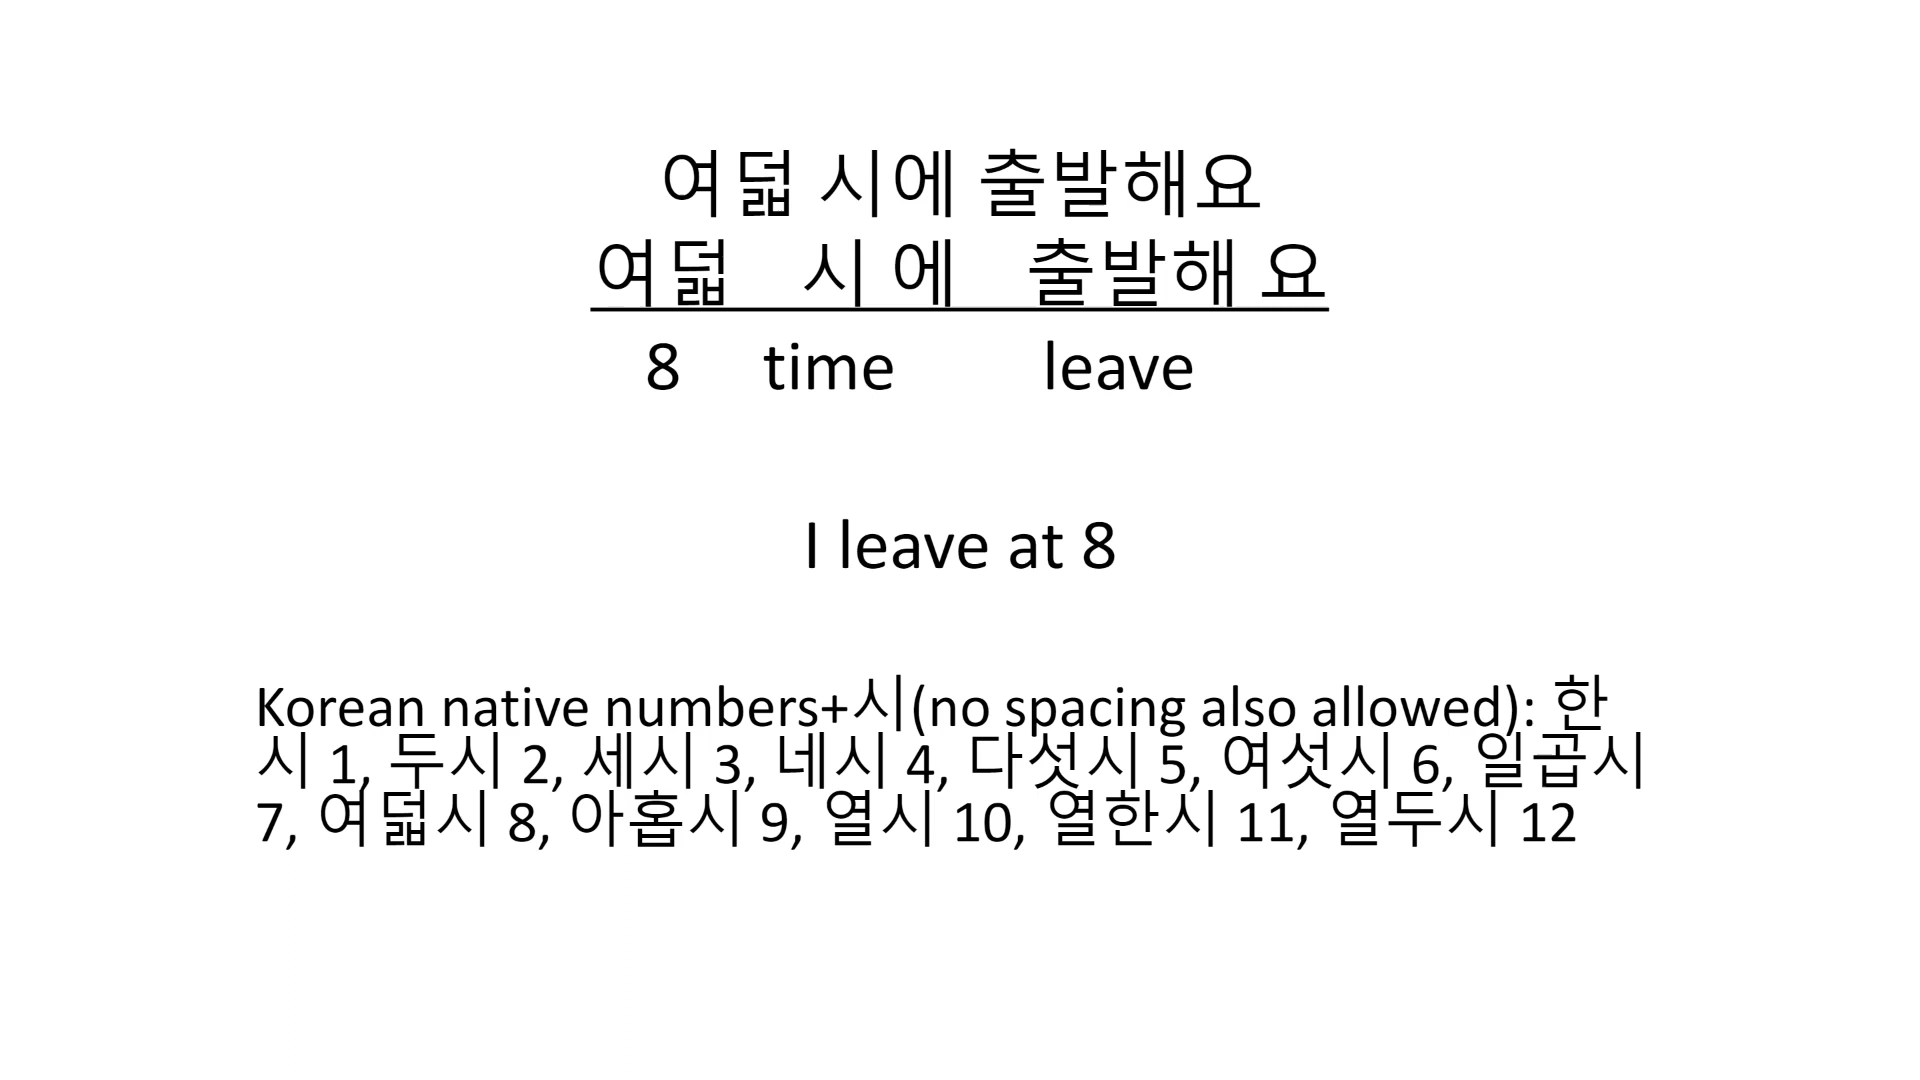 여덟 시에 출발해요
여덟 시 에 출발해 요
8 time leave
I leave at 8
Korean native numbers+시(no spacing also allowed): 한
시 1, 두시 2, 세시 3, 네시 4, 다섯시 5, 여섯시 6, 일곱시
7, 여덟시 8, 아홉시 9, 열시 10, 열한시 11, 열두시 12